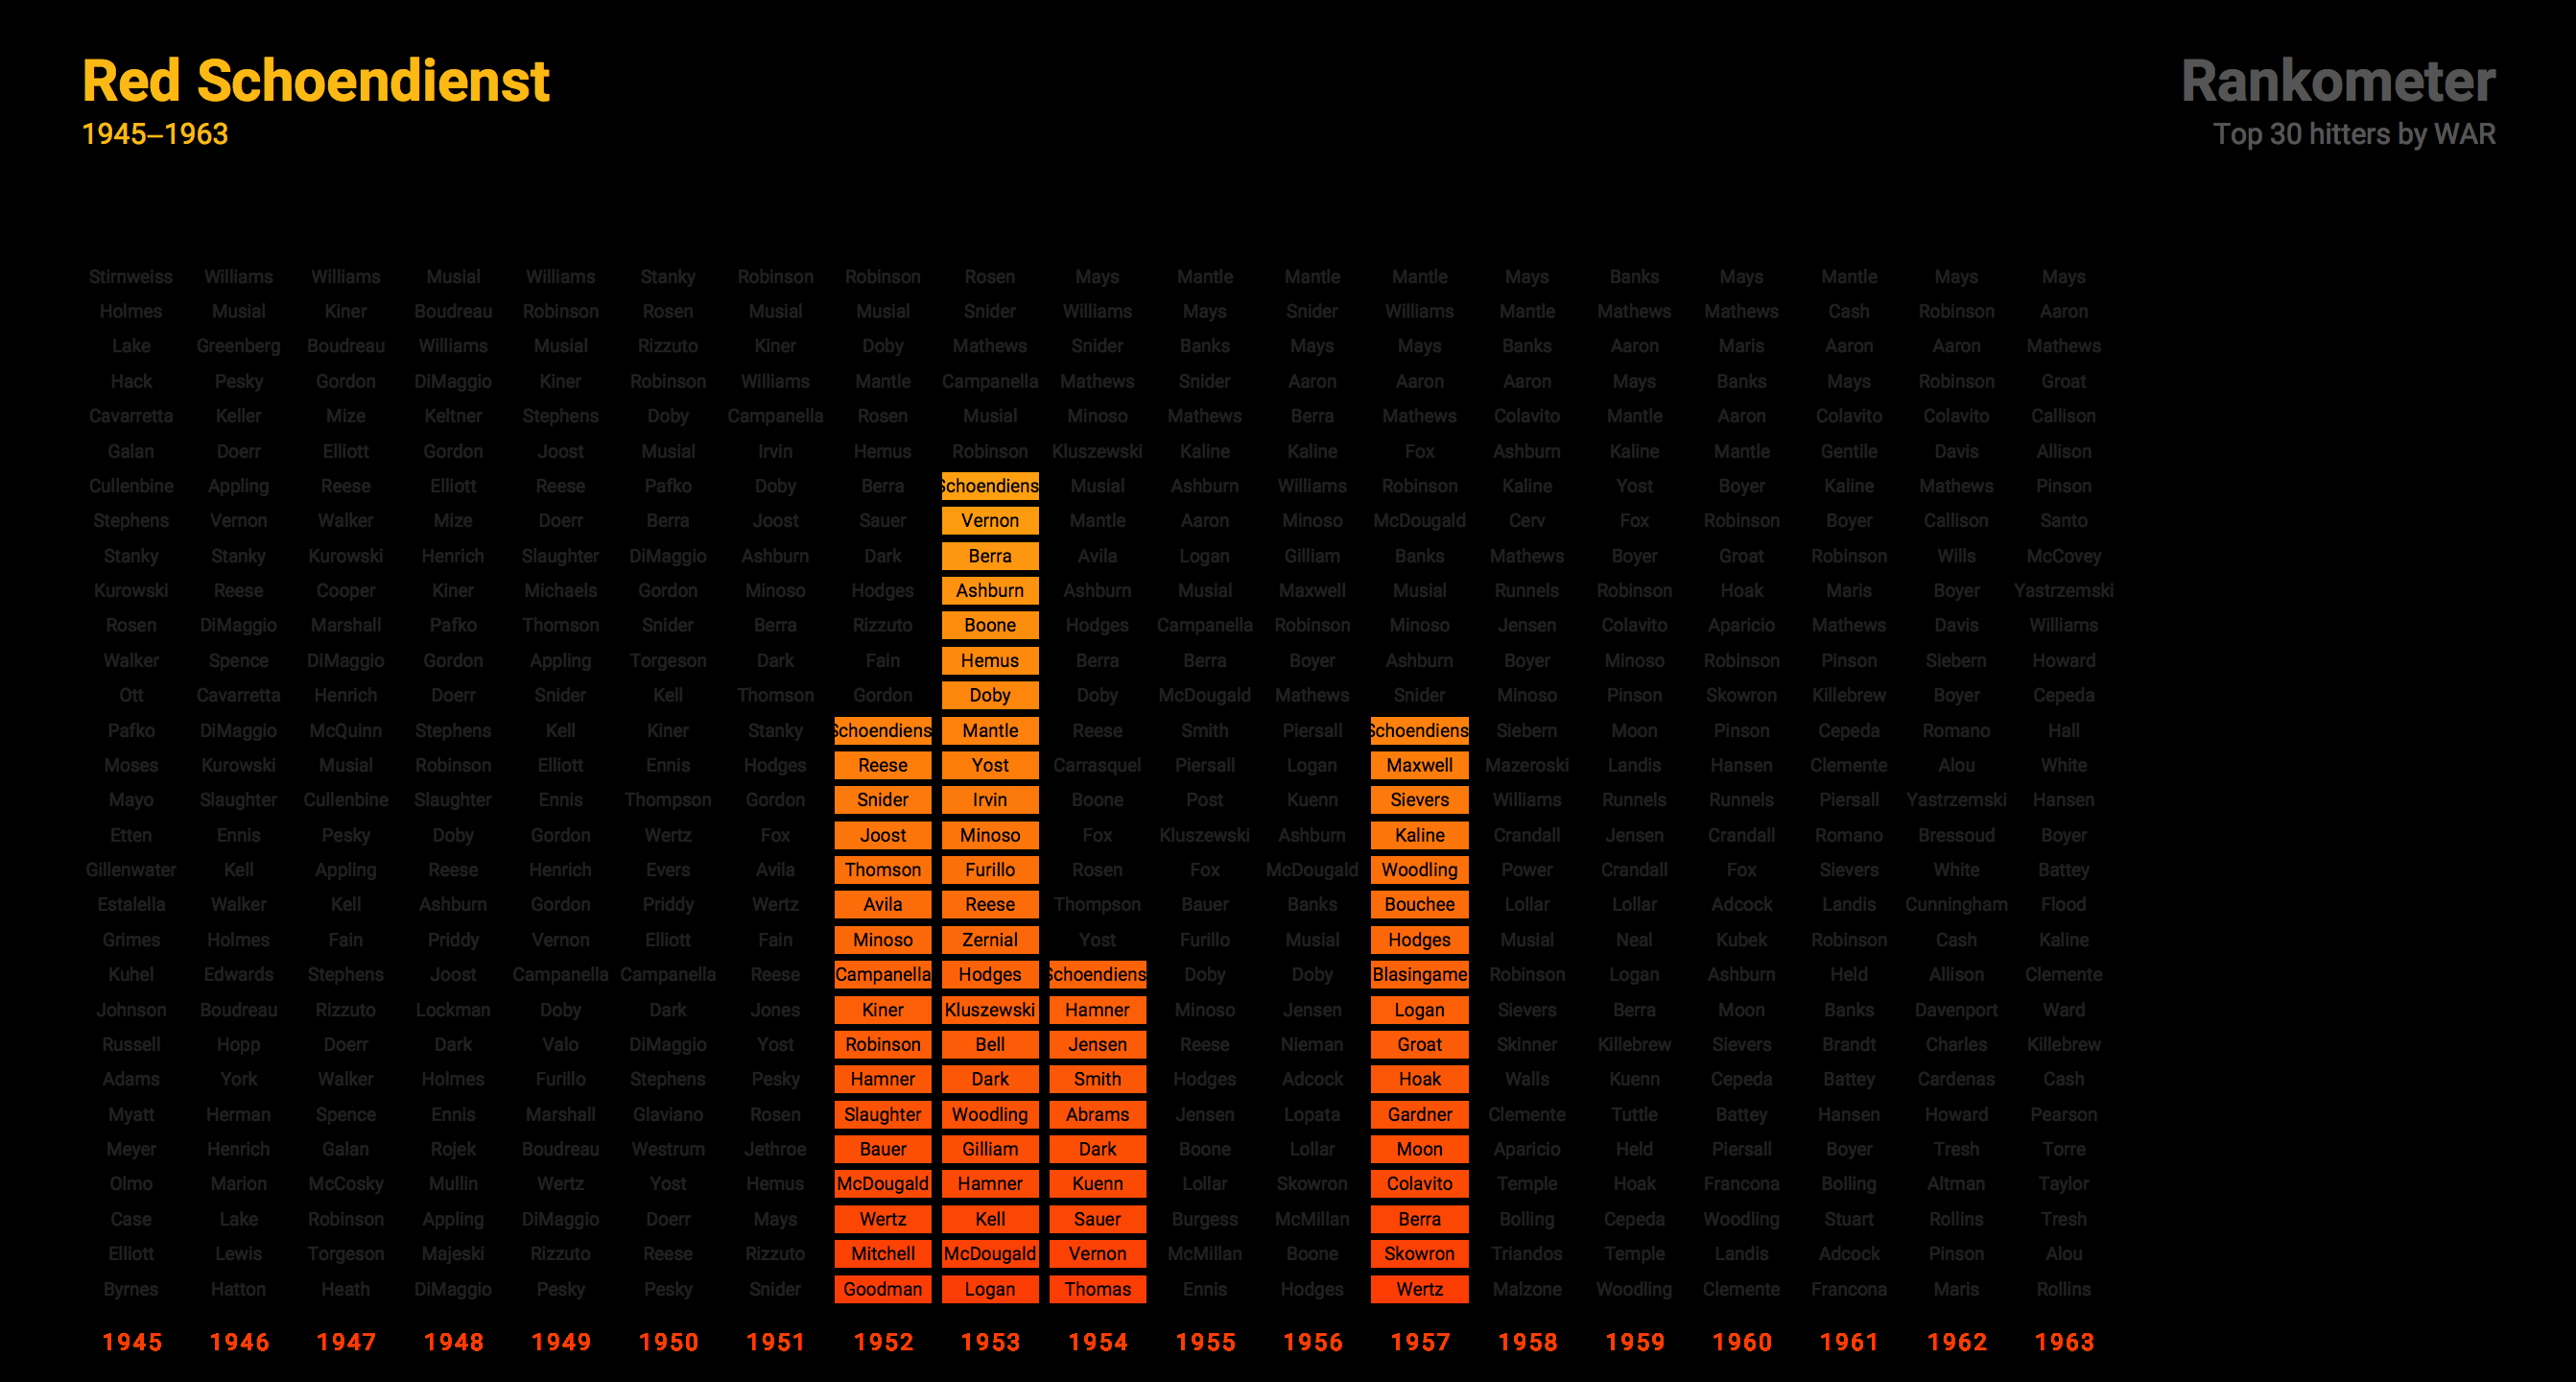 Red Schoendienst
1945–1963
Rankometer
Top 30 hitters by WAR
Stirnweiss Williams Williams Musial Williams Stanky Robinson Robinson Rosen Mays Mantle Mantle Mantle Mays Banks Mays Mantle Mays Mays
Holmes Musial Kiner Boudreau Robinson Rosen Musial Musial Snider Williams Mays Snider Williams Mantle Mathews Mathews Cash Robinson Aaron
Lake Greenberg Boudreau Williams Musial Rizzuto Kiner Doby Mathews Snider Banks Mays Mays Banks Aaron Maris Aaron Aaron Mathews
Hack Pesky Gordon DiMaggio Kiner Robinson Williams Mantle Campanella Mathews Snider Aaron Aaron Aaron Mays Banks Mays Robinson Groat
Cavarretta Keller Mize Keltner Stephens Doby Campanella Rosen Musial Minoso Mathews Berra Mathews Colavito Mantle Aaron Colavito Colavito Callison
Galan Doerr Elliott Gordon Joost Musial Irvin Hemus Robinson Kluszewski Kaline Kaline Fox Ashburn Kaline Mantle Gentile Davis Allison
Cullenbine Appling Reese Elliott Reese Pafko Doby Berra Schoendiens Musial Ashburn Williams Robinson Kaline Yost Boyer Kaline Mathews Pinson
Stephens Vernon Walker Mize Doerr Berra Joost Sauer Vernon Mantle Aaron Minoso McDougald Cerv Fox Robinson Boyer Callison Santo
Stanky Stanky Kurowski Henrich Slaughter DiMaggio Ashburn Dark Berra Avila Logan Gilliam Banks Mathews Boyer Groat Robinson Wills McCovey
Kurowski Reese Cooper Kiner Michaels Gordon Minoso Hodges Ashburn Ashburn Musial Maxwell Musial Runnels Robinson Hoak Maris Boyer Yastrzemski
Rosen DiMaggio Marshall Pafko Thomson Snider Berra Rizzuto Boone Hodges Campanella Robinson Minoso Jensen Colavito Aparicio Mathews Davis Williams
Walker Spence DiMaggio Gordon Appling Torgeson Dark Fain Hemus Berra Berra Boyer Ashburn Boyer Minoso Robinson Pinson Siebern Howard
Ott Cavarretta Henrich Doerr Snider Kell Thomson Gordon Doby Doby McDougald Mathews Snider Minoso Pinson Skowron Killebrew Boyer Cepeda
Pafko DiMaggio McQuinn Stephens Kell Kiner Stanky Schoendiens Mantle Reese Smith Piersall Schoendiens Siebern Moon Pinson Cepeda Romano Hall
Moses Kurowski Musial Robinson Elliott Ennis Hodges Reese Yost Carrasquel Piersall Logan Maxwell Mazeroski Landis Hansen Clemente Alou White
Mayo Slaughter Cullenbine Slaughter Ennis Thompson Gordon Snider Irvin Boone Post Kuenn Sievers Williams Runnels Runnels Piersall Yastrzemski Hansen
Etten Ennis Pesky Doby Gordon Wertz Fox Joost Minoso Fox Kluszewski Ashburn Kaline Crandall Jensen Crandall Romano Bressoud Boyer
Gillenwater Kell Appling Reese Henrich Evers Avila Thomson Furillo Rosen Fox McDougald Woodling Power Crandall Fox Sievers White Battey
Estalella Walker Kell Ashburn Gordon Priddy Wertz Avila Reese Thompson Bauer Banks Bouchee Lollar Lollar Adcock Landis Cunningham Flood
Grimes Holmes Fain Priddy Vernon Elliott Fain Minoso Zernial Yost Furillo Musial Hodges Musial Neal Kubek Robinson Cash Kaline
Kuhel Edwards Stephens Joost Campanella Campanella Reese Campanella Hodges Schoendiens Doby Doby Blasingame Robinson Logan Ashburn Held Allison Clemente
Johnson Boudreau Rizzuto Lockman Doby Dark Jones Kiner Kluszewski Hamner Minoso Jensen Logan Sievers Berra Moon Banks Davenport Ward
Russell Hopp Doerr Dark Valo DiMaggio Yost Robinson Bell Jensen Reese Nieman Groat Skinner Killebrew Sievers Brandt Charles Killebrew
Adams York Walker Holmes Furillo Stephens Pesky Hamner Dark Smith Hodges Adcock Hoak Walls Kuenn Cepeda Battey Cardenas Cash
Myatt Herman Spence Ennis Marshall Glaviano Rosen Slaughter Woodling Abrams Jensen Lopata Gardner Clemente Tuttle Battey Hansen Howard Pearson
Meyer Henrich Galan Rojek Boudreau Westrum Jethroe Bauer Gilliam Dark Boone Lollar Moon Aparicio Held Piersall Boyer Tresh Torre
Olmo Marion McCosky Mullin Wertz Yost Hemus McDougald Hamner Kuenn Lollar Skowron Colavito Temple Hoak Francona Bolling Altman Taylor
Case Lake Robinson Appling DiMaggio Doerr Mays Wertz Kell Sauer Burgess McMillan Berra Bolling Cepeda Woodling Stuart Rollins Tresh
Elliott Lewis Torgeson Majeski Rizzuto Reese Rizzuto Mitchell McDougald Vernon McMillan Boone Skowron Triandos Temple Landis Adcock Pinson Alou
Byrnes Hatton Heath DiMaggio Pesky Pesky Snider Goodman Logan Thomas Ennis Hodges Wertz Malzone Woodling Clemente Francona Maris Rollins
1945 1946 1947 1948 1949 1950 1951 1952 1953 1954 1955 1956 1957 1958 1959 1960 1961 1962 1963